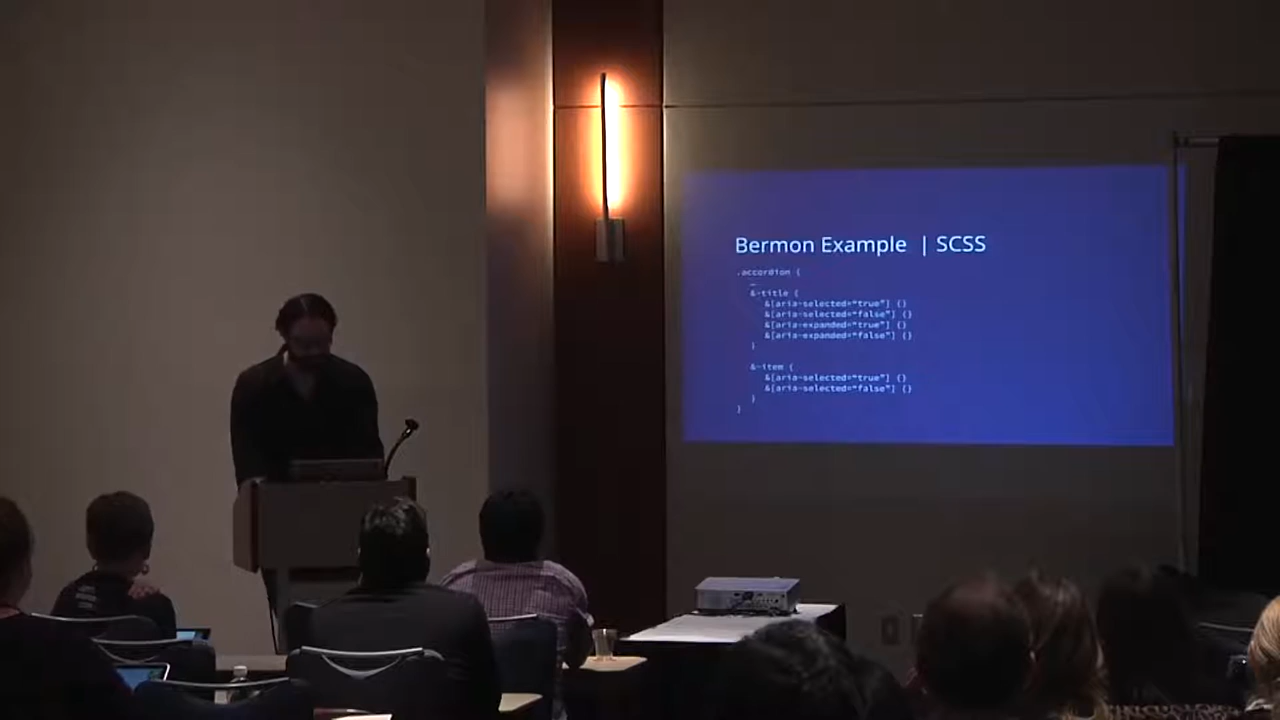 Bermon Example | SCSS
.accordion {
…
&-title {
&[aria-selected="true"] {}
&[aria-selected="false"] {}
&[aria-expanded="true"] {}
&[aria-expanded="false"] {}
}
&-item {
&[aria-selected="true"] {}
&[aria-selected="false"] {}
}
}